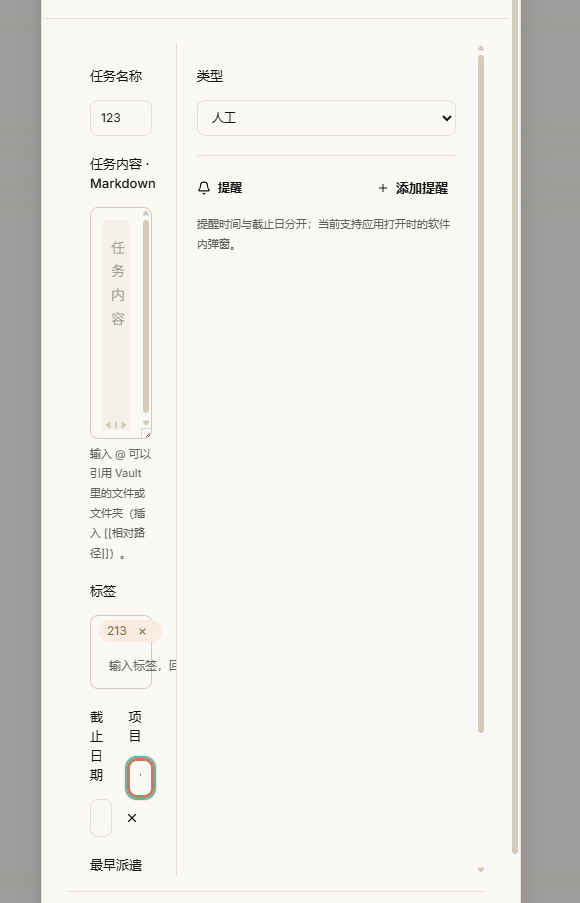 任务名称
123
任务内容 ·
Markdown
任
务
内
容
输入 @ 可以
引用 Vault
里的文件或
文件夹（插
入 [[相对路
径]]）。
标签
213 ×
输入标签，回
截
止
日
期
项
目
×
最早派遣
类型
人工
提醒
+ 添加提醒
提醒时间与截止日分开；当前支持应用打开时的软件
内弹窗。